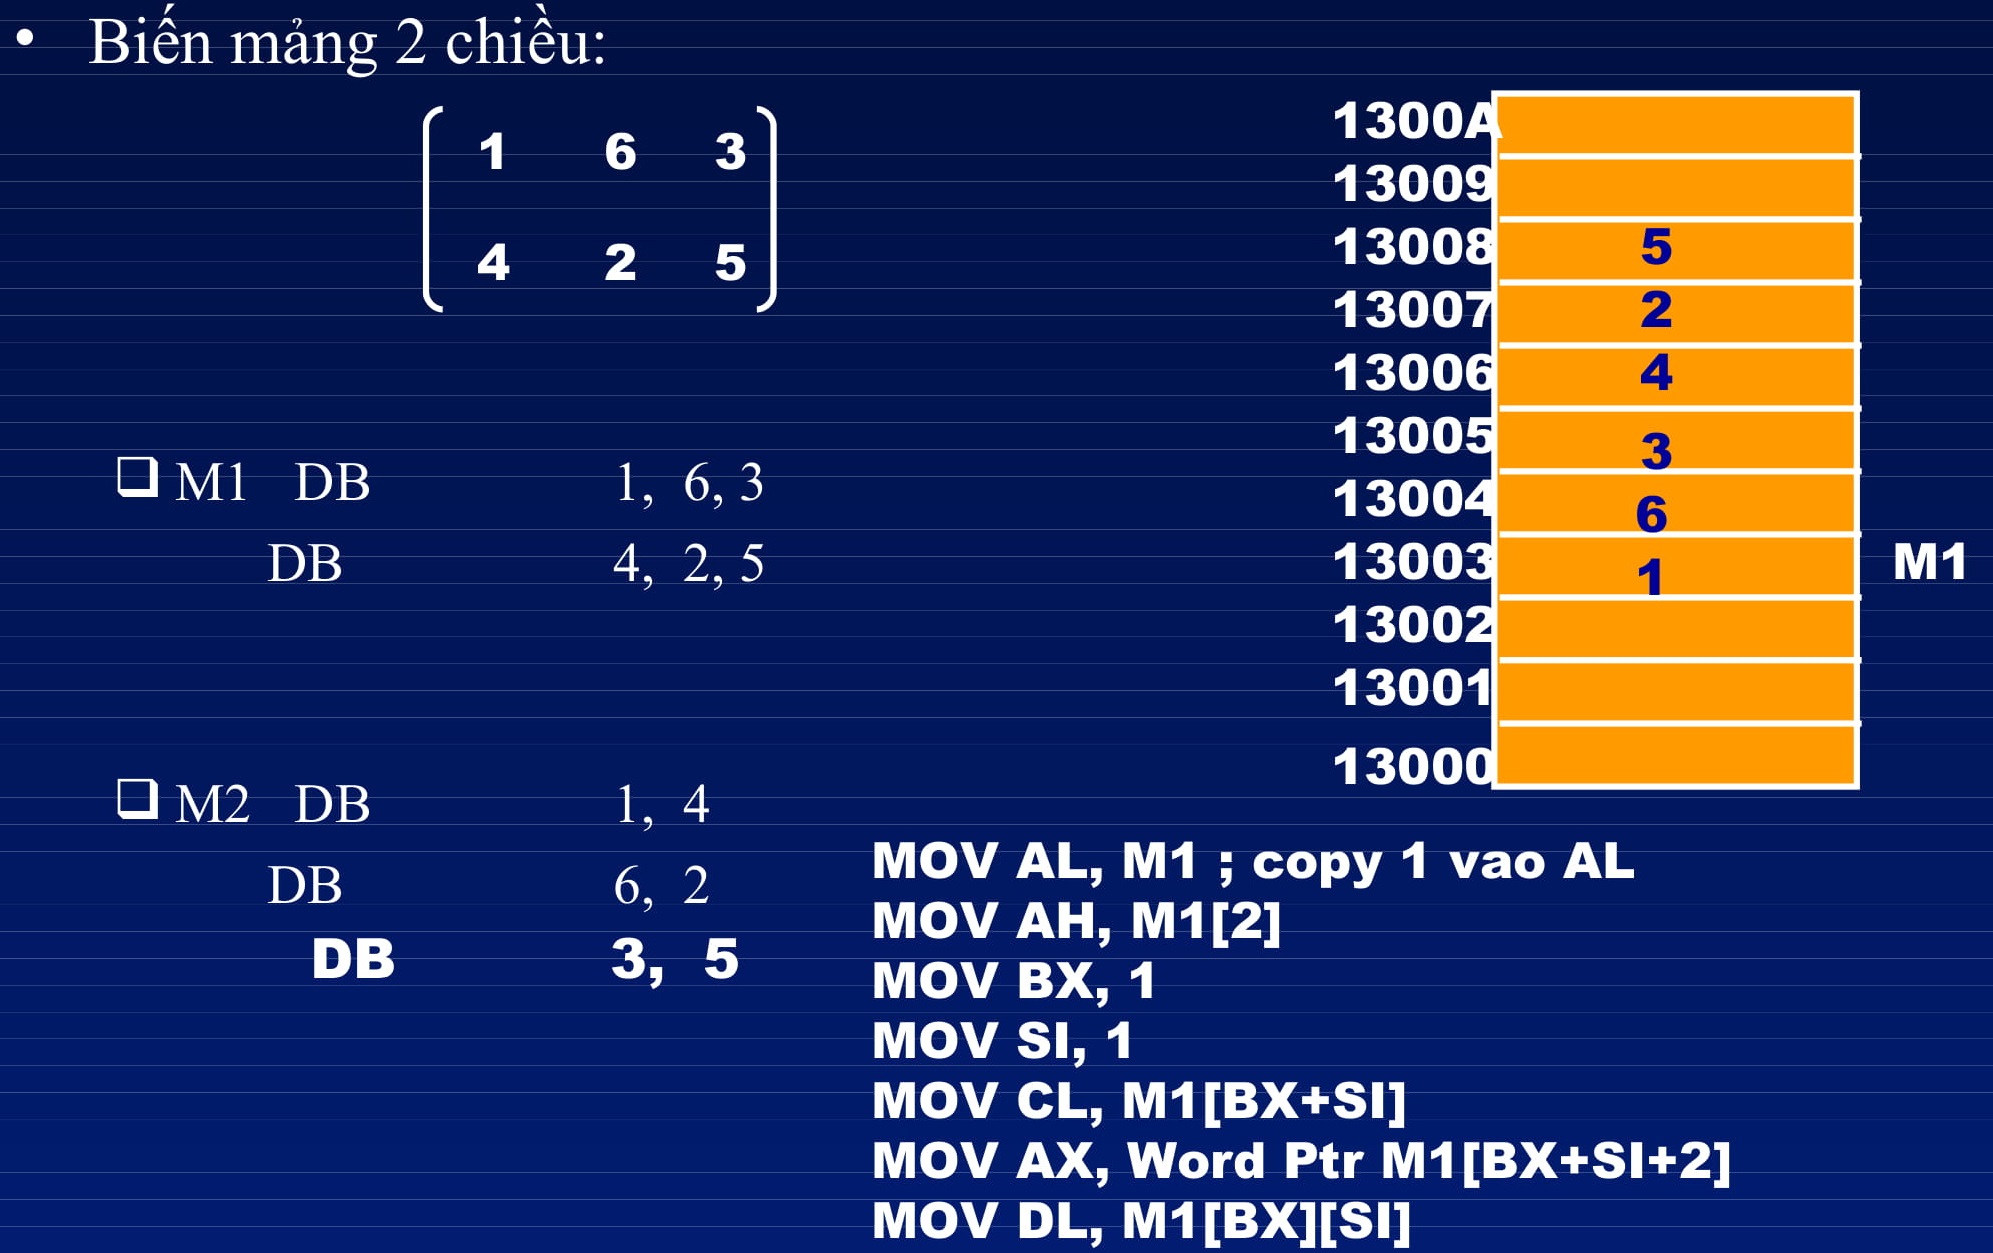 • Biến mảng 2 chiều:
1 6 3
4 2 5
❑ M1 DB 1, 6, 3
DB 4, 2, 5
❑ M2 DB 1, 4
DB 6, 2
DB 3, 5
1300A
13009
13008 5
13007 2
13006 4
13005 3
13004 6
13003 1 M1
13002
13001
13000
MOV AL, M1 ; copy 1 vao AL
MOV AH, M1[2]
MOV BX, 1
MOV SI, 1
MOV CL, M1[BX+SI]
MOV AX, Word Ptr M1[BX+SI+2]
MOV DL, M1[BX][SI]